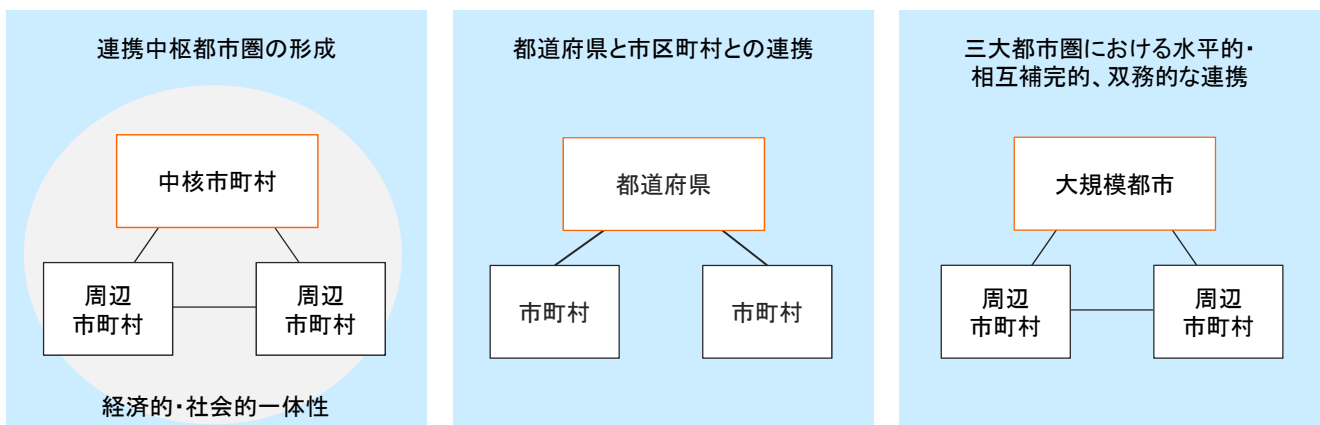 連携中枢都市圏の形成
中核市町村
周辺
市町村
周辺
市町村
経済的・社会的一体性
都道府県と市区町村との連携
都道府県
市町村
市町村
三大都市圏における水平的・
相互補完的、双務的な連携
大規模都市
周辺
市町村
周辺
市町村